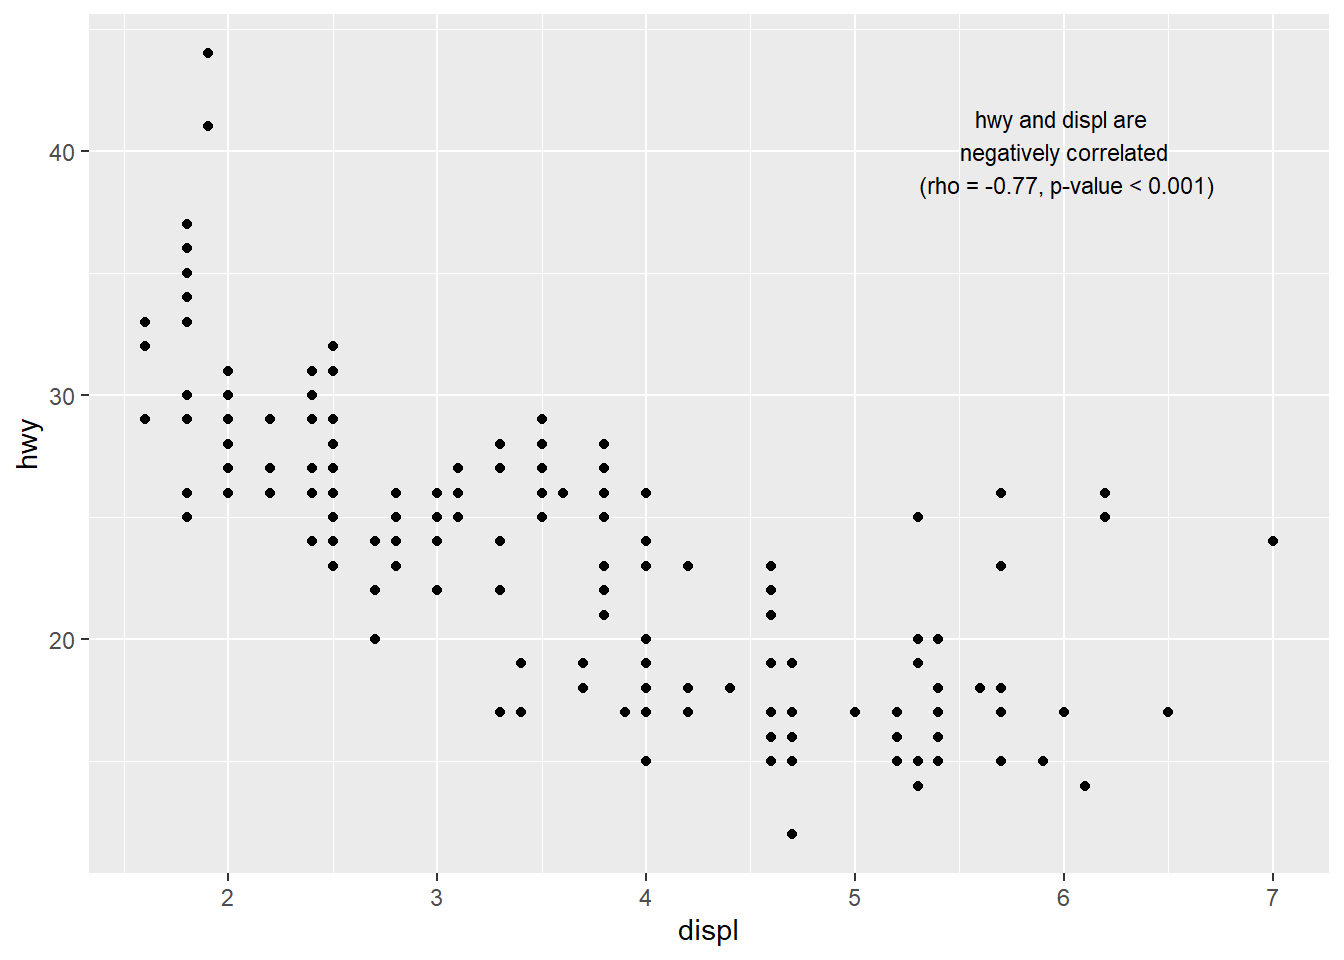 hwy and displ are
negatively correlated
(rho = -0.77, p-value < 0.001)
40
30
20
hwy
2 3 4 5 6 7
displ